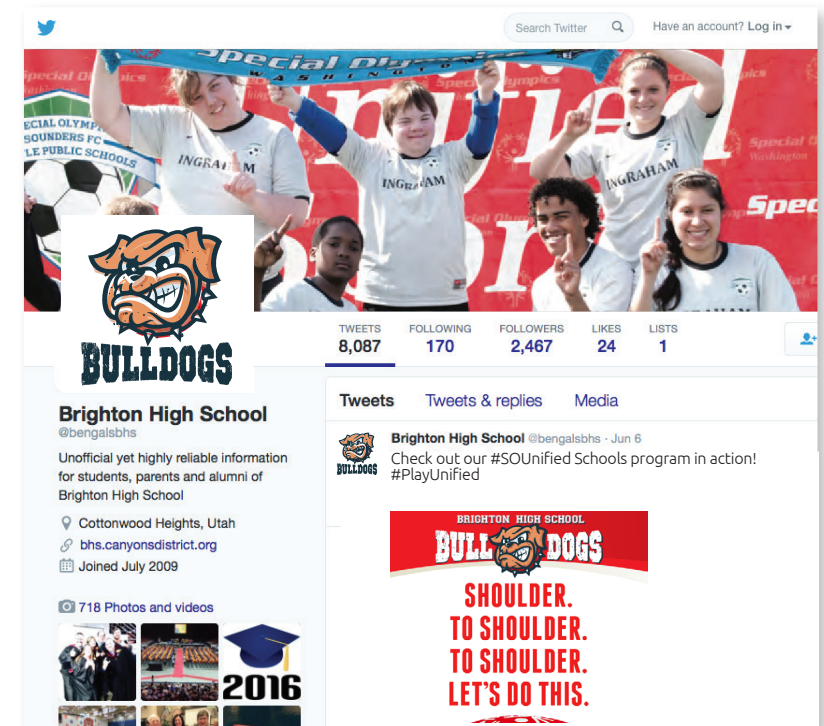 Search Twitter
Have an account? Log in
Special Olympics
WASHINGTON
Unified
SPECIAL OLYMP
SOUNDERS FC
LE PUBLIC SCHOOLS
INGRAHAM
INGRAHAM
INGRAHAM
Special
Washington
Spec
BULLDOGS
TWEETS FOLLOWING FOLLOWERS LIKES LISTS
8,087 170 2,467 24 1
Brighton High School
@bengalsbhs
Unofficial yet highly reliable information
for students, parents and alumni of
Brighton High School
Cottonwood Heights, Utah
bhs.canyonsdistrict.org
Joined July 2009
718 Photos and videos
2016
Tweets Tweets & replies Media
Brighton High School @bengalsbhs · Jun 6
BULLDOGS
Check out our #SOUnified Schools program in action!
#PlayUnified
BRIGHTON HIGH SCHOOL
BULL DOGS
SHOULDER.
TO SHOULDER.
TO SHOULDER.
LET'S DO THIS.